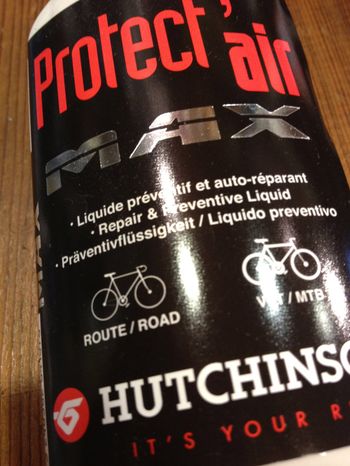 Protect'air
MAX
· Liquide préventif et auto-réparant
· Repair & Preventive Liquid
· Präventivflüssigkeit / Liquido preventivo
ROUTE / ROAD
VTT / MTB
HUTCHINSO
IT'S YOUR R